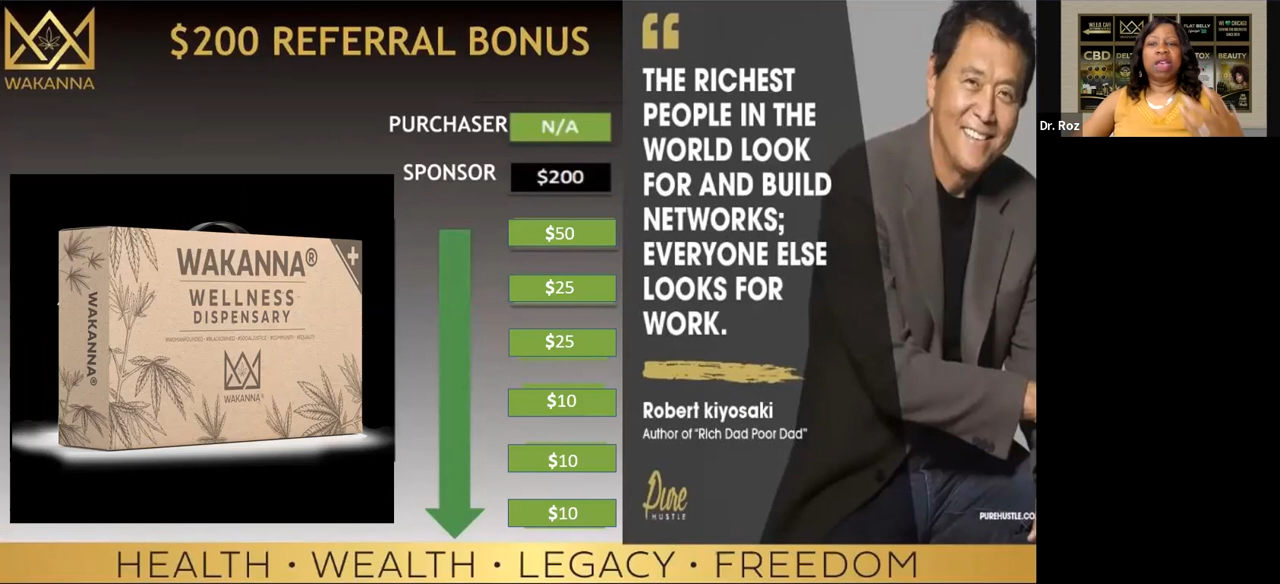 WAKANNA
$200 REFERRAL BONUS
PURCHASER N/A
SPONSOR $200
$50
$25
$25
$10
$10
$10
WAKANNA®
WELLNESS
DISPENSARY
WAKANNA®
WAKANNA®
THE RICHEST
PEOPLE IN THE
WORLD LOOK
FOR AND BUILD
NETWORKS;
EVERYONE ELSE
LOOKS FOR
WORK.
Robert kiyosaki
Author of "Rich Dad Poor Dad"
Pure
HUSTLE
PUREHUSTLE.CO
HEALTH • WEALTH • LEGACY • FREEDOM
CBD
BEAUTY
Dr. Roz